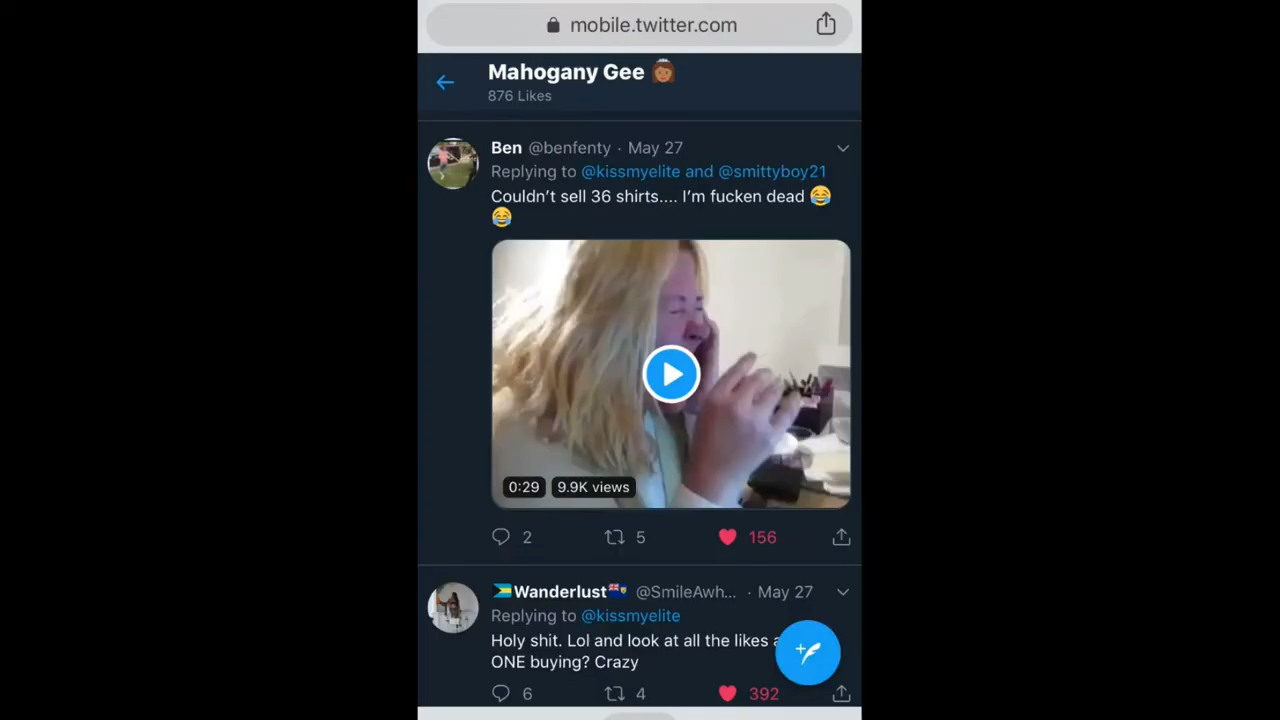 mobile.twitter.com
Mahogany Gee 👸🏽
876 Likes
Ben @benfenty · May 27
Replying to @kissmyelite and @smittyboy21
Couldn’t sell 36 shirts.... I’m fucken dead 😂
😂
0:29 9.9K views
2 5 156
🇧🇸Wanderlust🇹🇨 @SmileAwh... · May 27
Replying to @kissmyelite
Holy shit. Lol and look at all the likes
ONE buying? Crazy
6 4 392